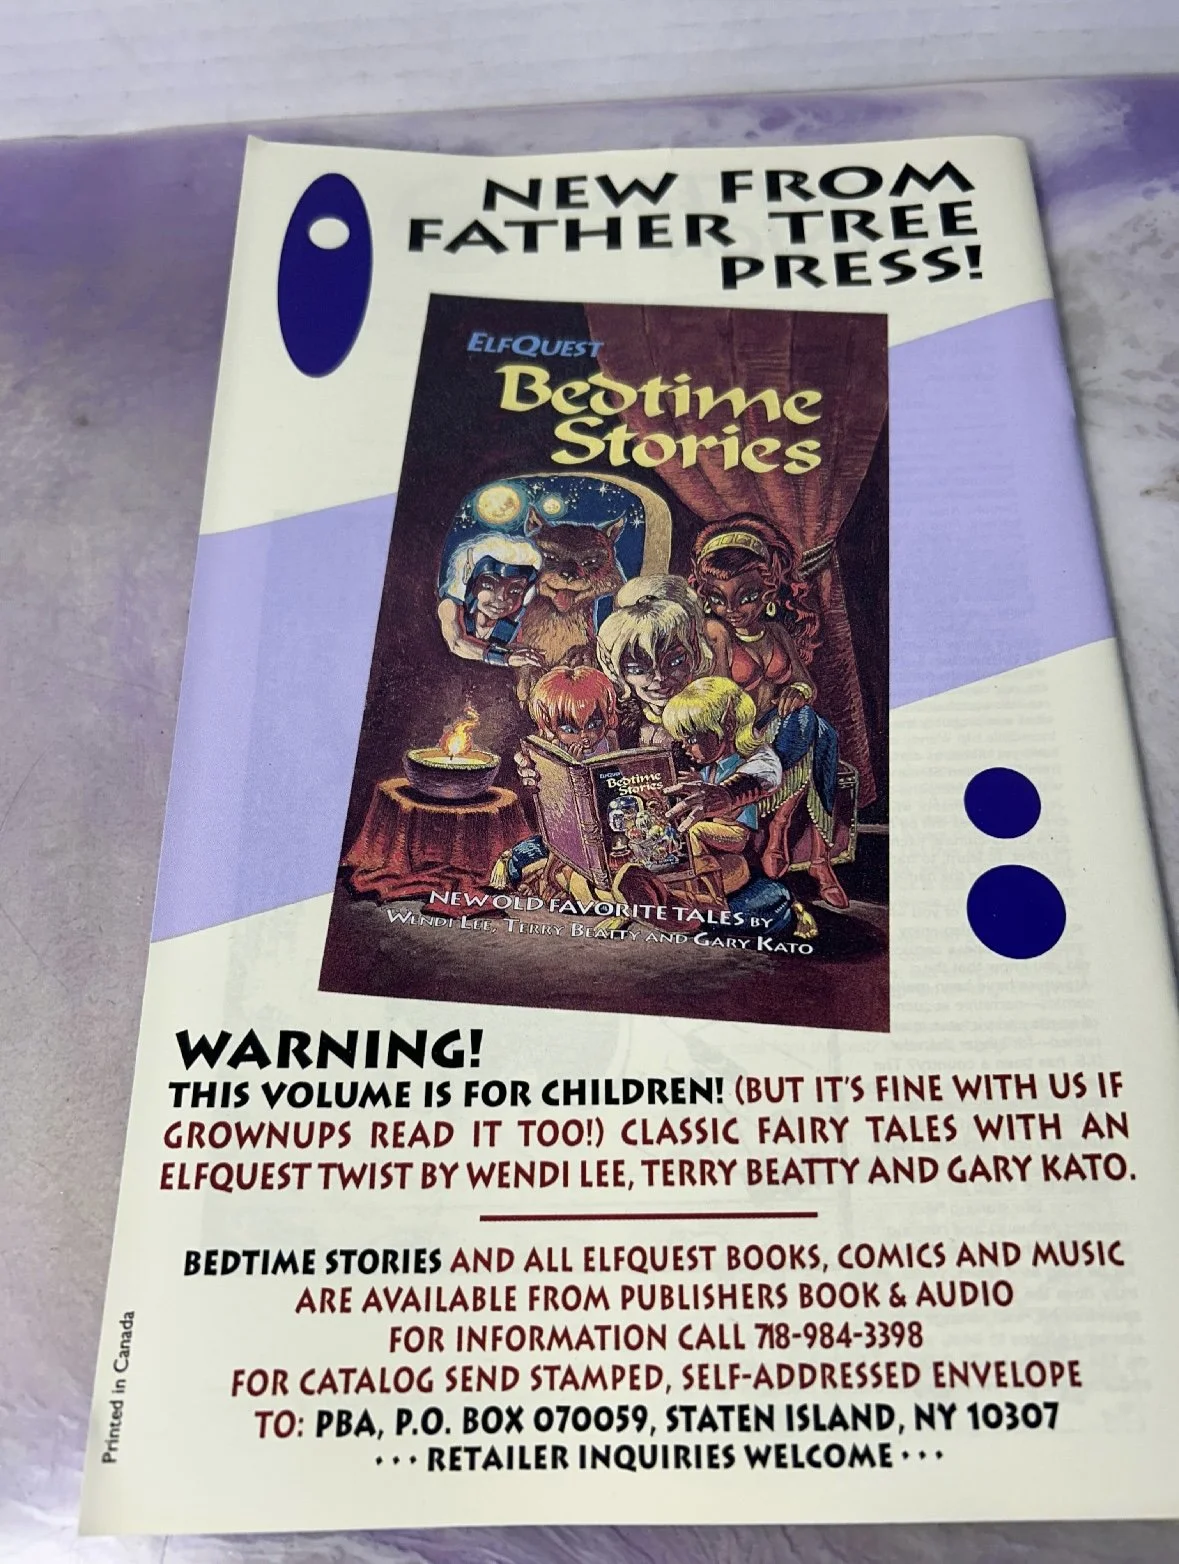 NEW FROM
FATHER TREE
PRESS!
ELFQUEST
Bedtime
Stories
ELFQUEST
Bedtime
Stories
NEW OLD FAVORITE TALES BY
WENDI LEE, TERRY BEATTY AND GARY KATO
WARNING!
THIS VOLUME IS FOR CHILDREN! (BUT IT'S FINE WITH US IF
GROWNUPS READ IT TOO!) CLASSIC FAIRY TALES WITH AN
ELFQUEST TWIST BY WENDI LEE, TERRY BEATTY AND GARY KATO.
BEDTIME STORIES AND ALL ELFQUEST BOOKS, COMICS AND MUSIC
ARE AVAILABLE FROM PUBLISHERS BOOK & AUDIO
FOR INFORMATION CALL 718-984-3398
FOR CATALOG SEND STAMPED, SELF-ADDRESSED ENVELOPE
TO: PBA, P.O. BOX 070059, STATEN ISLAND, NY 10307
··· RETAILER INQUIRIES WELCOME ···
Printed in Canada